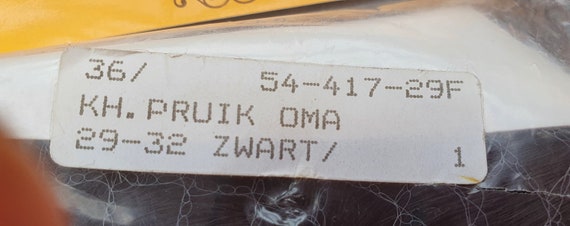 36/ 54-417-29F
KH. PRUIK OMA
29-32 ZWART/ 1